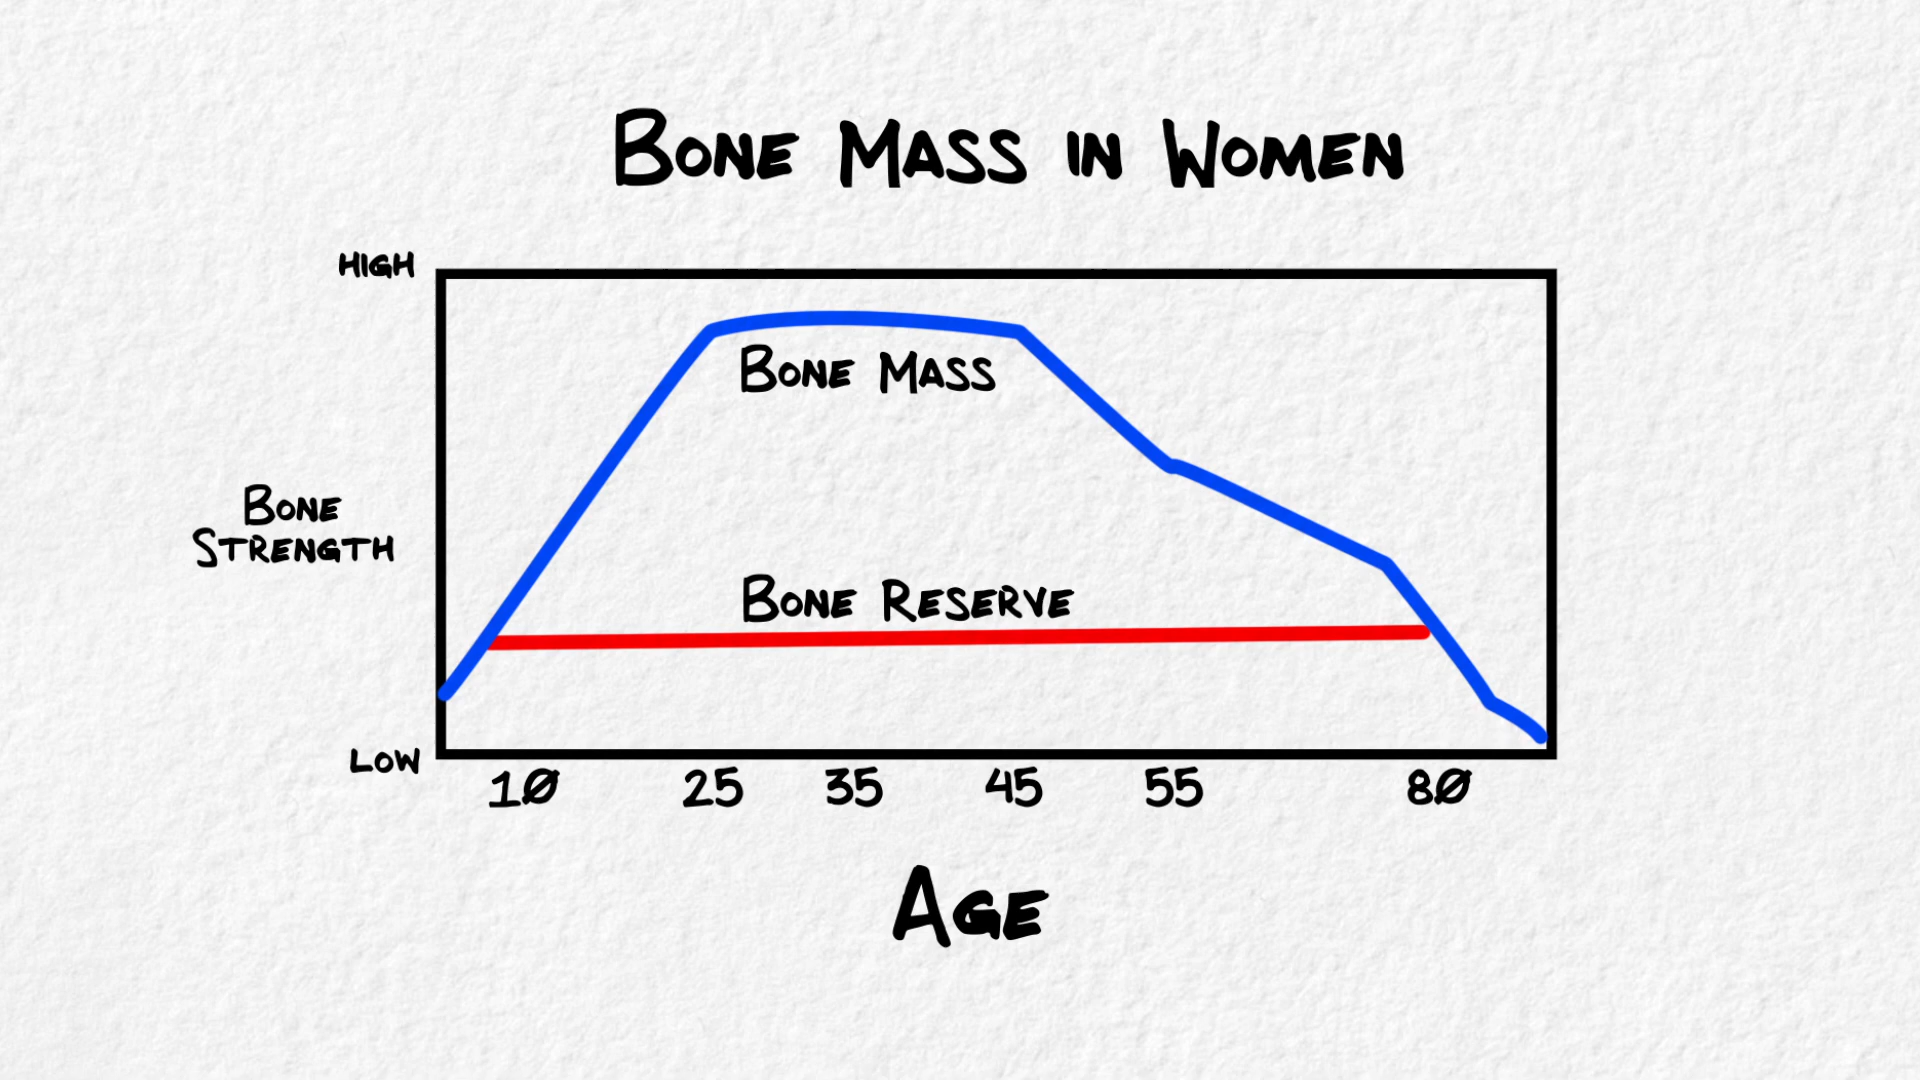 Bone Mass in Women
HIGH
Bone Mass
Bone
Strength
Bone Reserve
LOW
10 25 35 45 55 80
Age